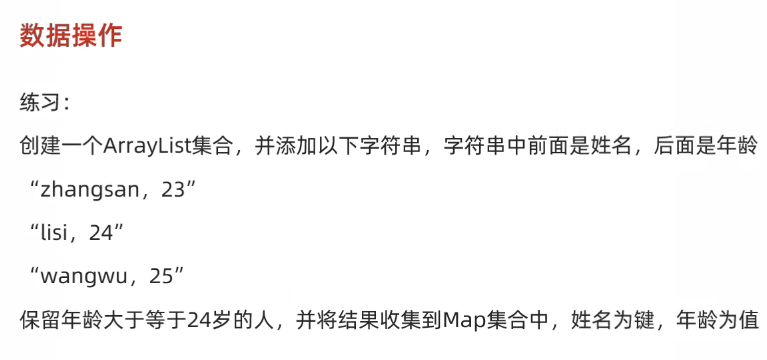 数据操作
练习：
创建一个ArrayList集合，并添加以下字符串，字符串中前面是姓名，后面是年龄
“zhangsan，23”
“lisi，24”
“wangwu，25”
保留年龄大于等于24岁的人，并将结果收集到Map集合中，姓名为键，年龄为值